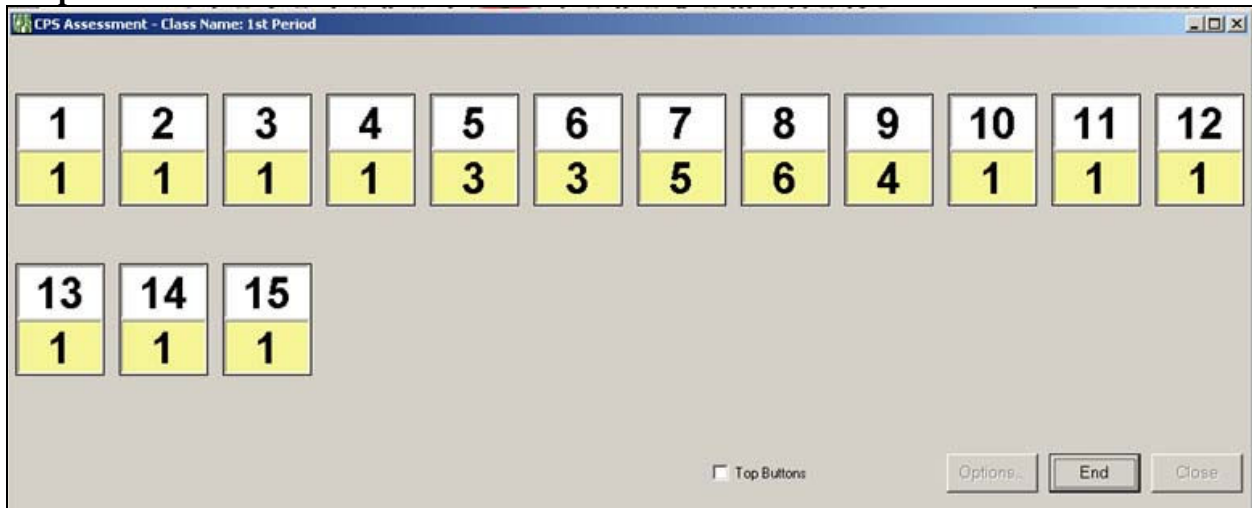 CPS Assessment - Class Name: 1st Period
1 2 3 4 5 6 7 8 9 10 11 12
1 1 1 1 3 3 5 6 4 1 1 1
13 14 15
1 1 1
Top Buttons Options... End Close